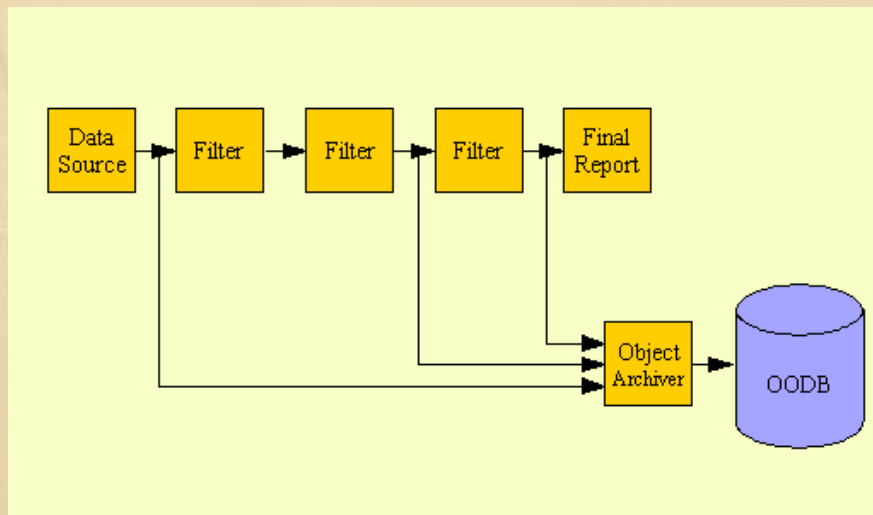 Data
Source
Filter
Filter
Filter
Final
Report
Object
Archiver
OODB